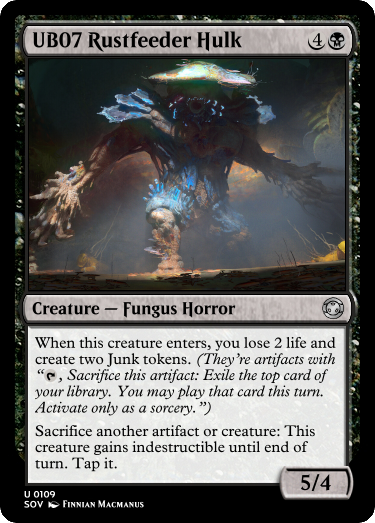 UB07 Rustfeeder Hulk 4
Creature — Fungus Horror
When this creature enters, you lose 2 life and
create two Junk tokens. (They're artifacts with
“, Sacrifice this artifact: Exile the top card of
your library. You may play that card this turn.
Activate only as a sorcery.”)
Sacrifice another artifact or creature: This
creature gains indestructible until end of
turn. Tap it.
5/4
U 0109
SOV Finnian Macmanus